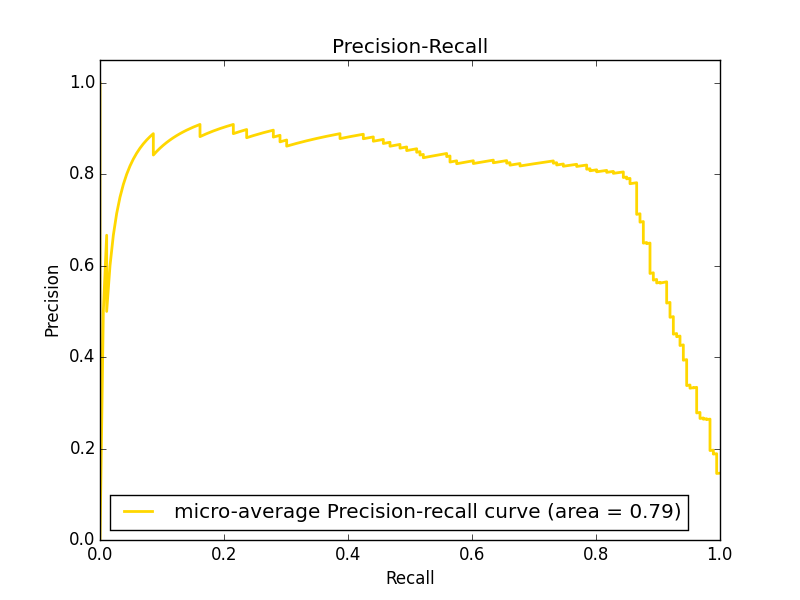 Precision-Recall
1.0
0.8
0.6
0.4
0.2
0.0
Precision
micro-average Precision-recall curve (area = 0.79)
0.0 0.2 0.4 0.6 0.8 1.0
Recall